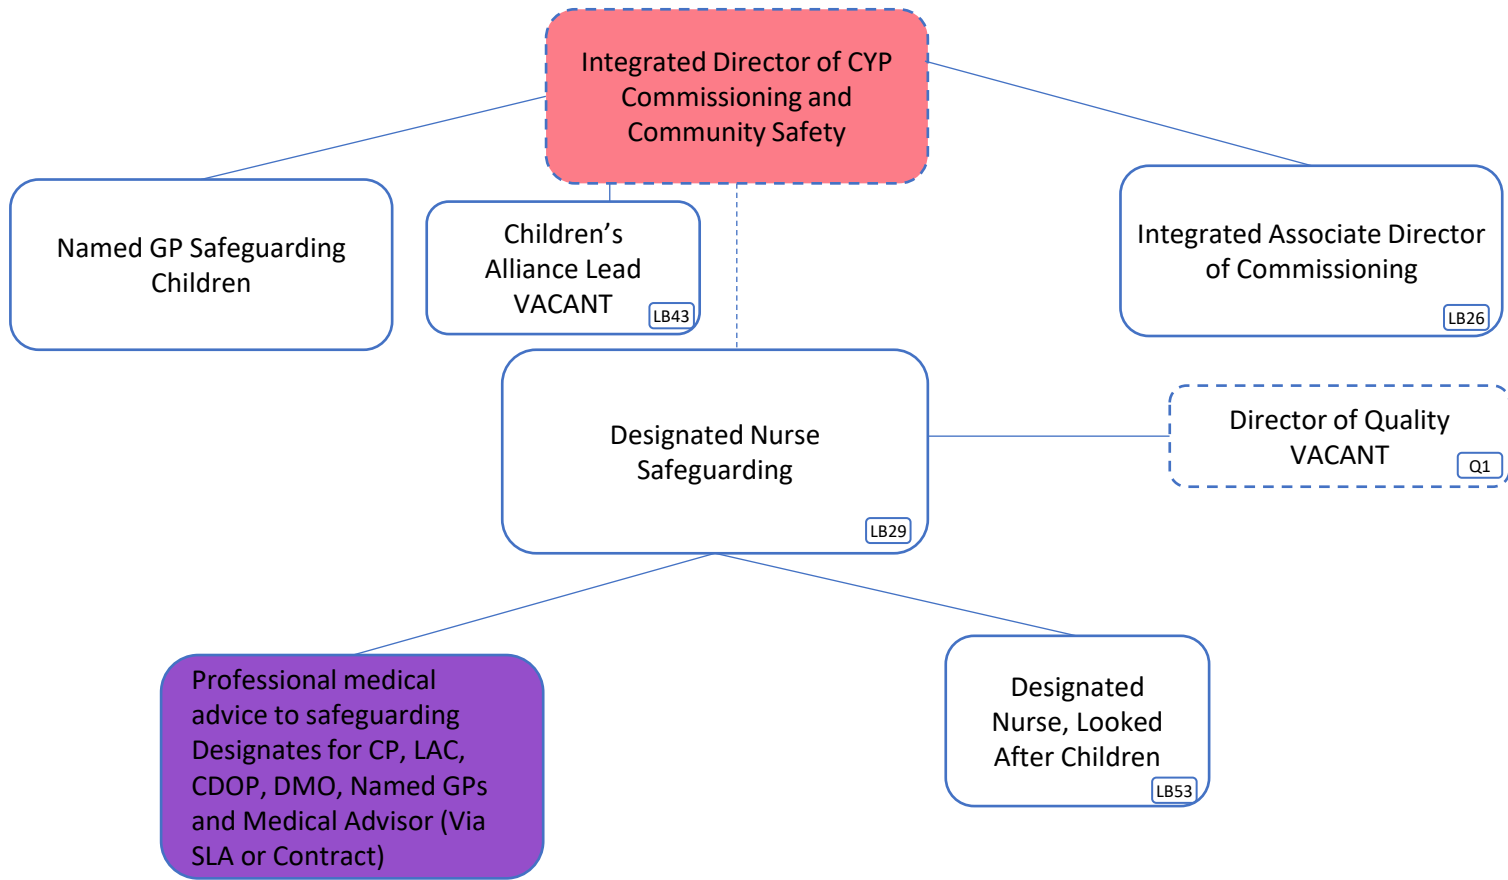 Integrated Director of CYP
Commissioning and
Community Safety
Named GP Safeguarding
Children
Children’s
Alliance Lead
VACANT
LB43
Integrated Associate Director
of Commissioning
LB26
Designated Nurse
Safeguarding
LB29
Director of Quality
VACANT
Q1
Professional medical
advice to safeguarding
Designates for CP, LAC,
CDOP, DMO, Named GPs
and Medical Advisor (Via
SLA or Contract)
Designated
Nurse, Looked
After Children
LB53